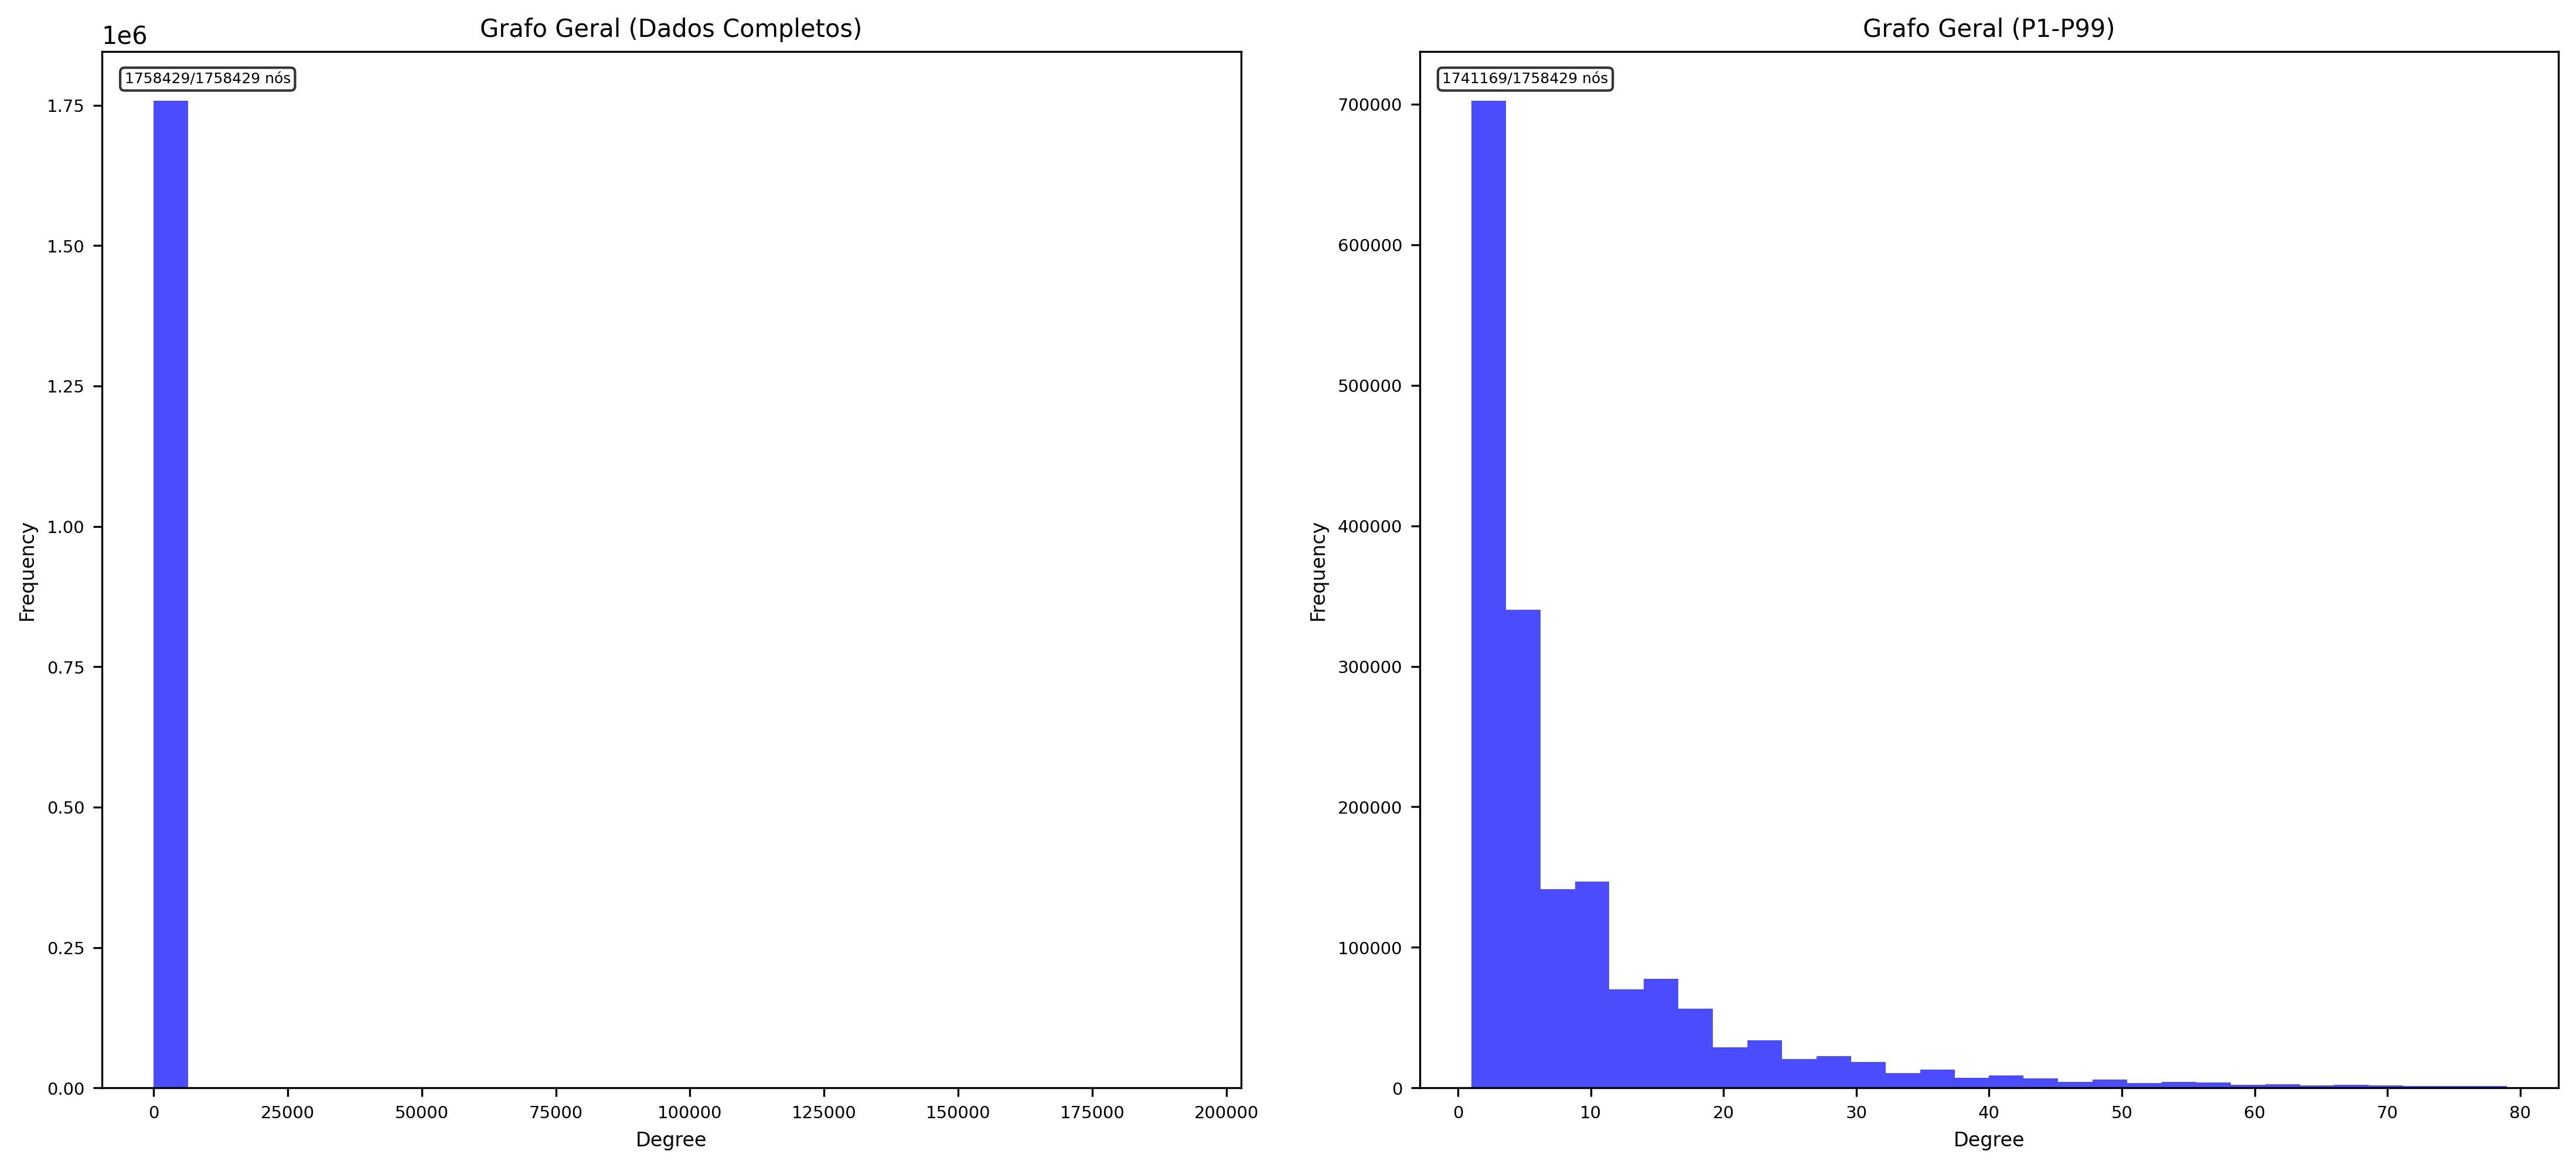 Grafo Geral (Dados Completos)
1e6
1758429/1758429 nós
1.75
1.50
1.25
1.00
0.75
0.50
0.25
0.00
Frequency
0 25000 50000 75000 100000 125000 150000 175000 200000
Degree
Grafo Geral (P1-P99)
1741169/1758429 nós
700000
600000
500000
400000
300000
200000
100000
0
Frequency
0 10 20 30 40 50 60 70 80
Degree